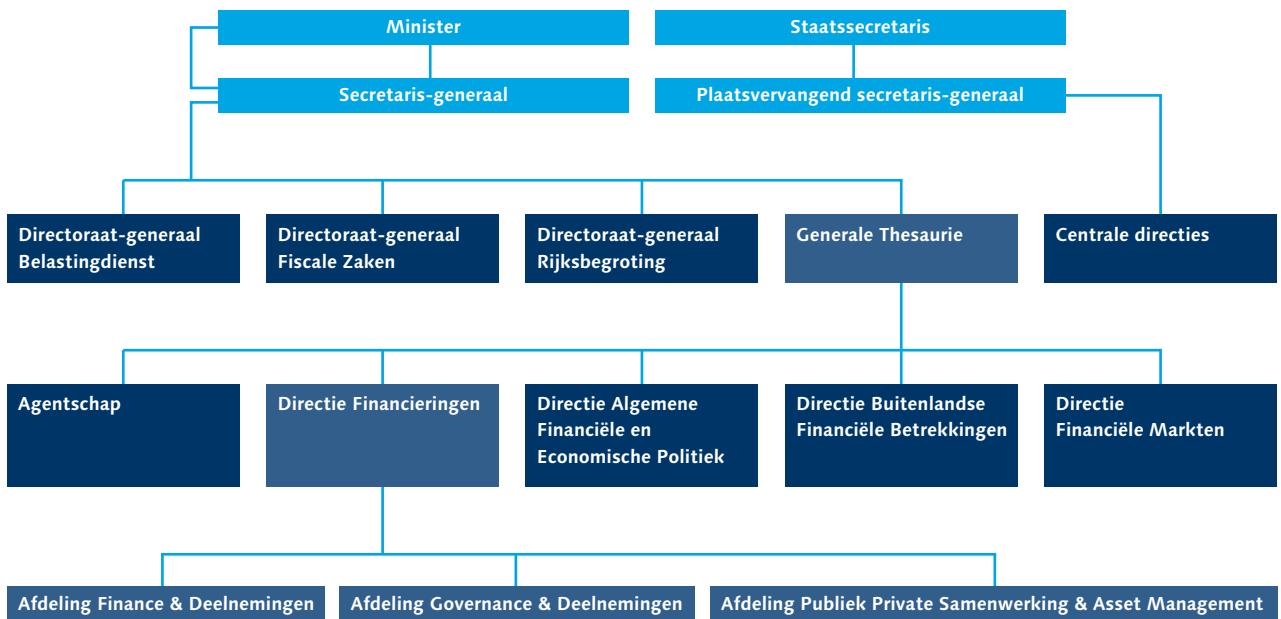 Minister
Staatssecretaris
Secretaris-generaal
Plaatsvervangend secretaris-generaal
Directoraat-generaal
Belastingdienst
Directoraat-generaal
Fiscale Zaken
Directoraat-generaal
Rijksbegroting
Generale Thesaurie
Centrale directies
Agentschap
Directie Financieringen
Directie Algemene
Financiële en
Economische Politiek
Directie Buitenlandse
Financiële Betrekkingen
Directie
Financiële Markten
Afdeling Finance & Deelnemingen
Afdeling Governance & Deelnemingen
Afdeling Publiek Private Samenwerking & Asset Management